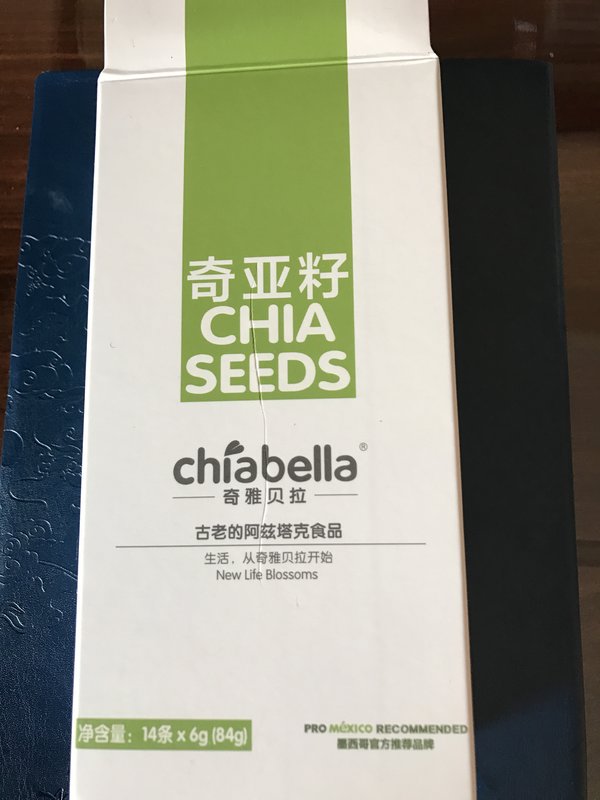 奇亚籽
CHIA
SEEDS
chiabella®
奇雅贝拉
古老的阿兹塔克食品
生活，从奇雅贝拉开始
New Life Blossoms
净含量：14条 x 6g (84g)
PRO México RECOMMENDED
墨西哥官方推荐品牌